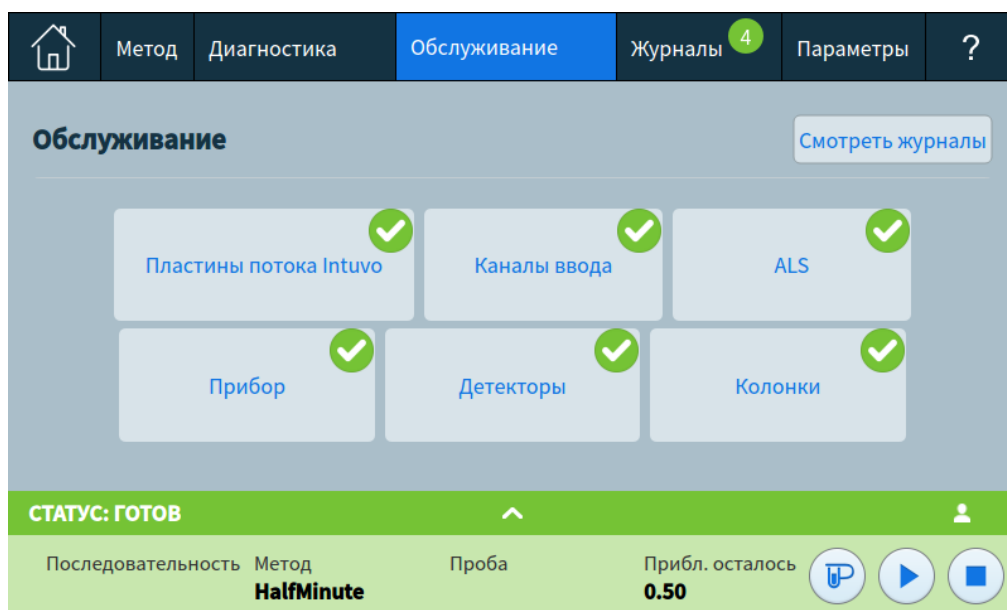 Метод Диагностика Обслуживание Журналы 4 Параметры ?
Обслуживание
Смотреть журналы
Пластины потока Intuvo Каналы ввода ALS
Прибор Детекторы Колонки
СТАТУС: ГОТОВ
Последовательность Метод Проба Прибл. осталось
HalfMinute 0.50